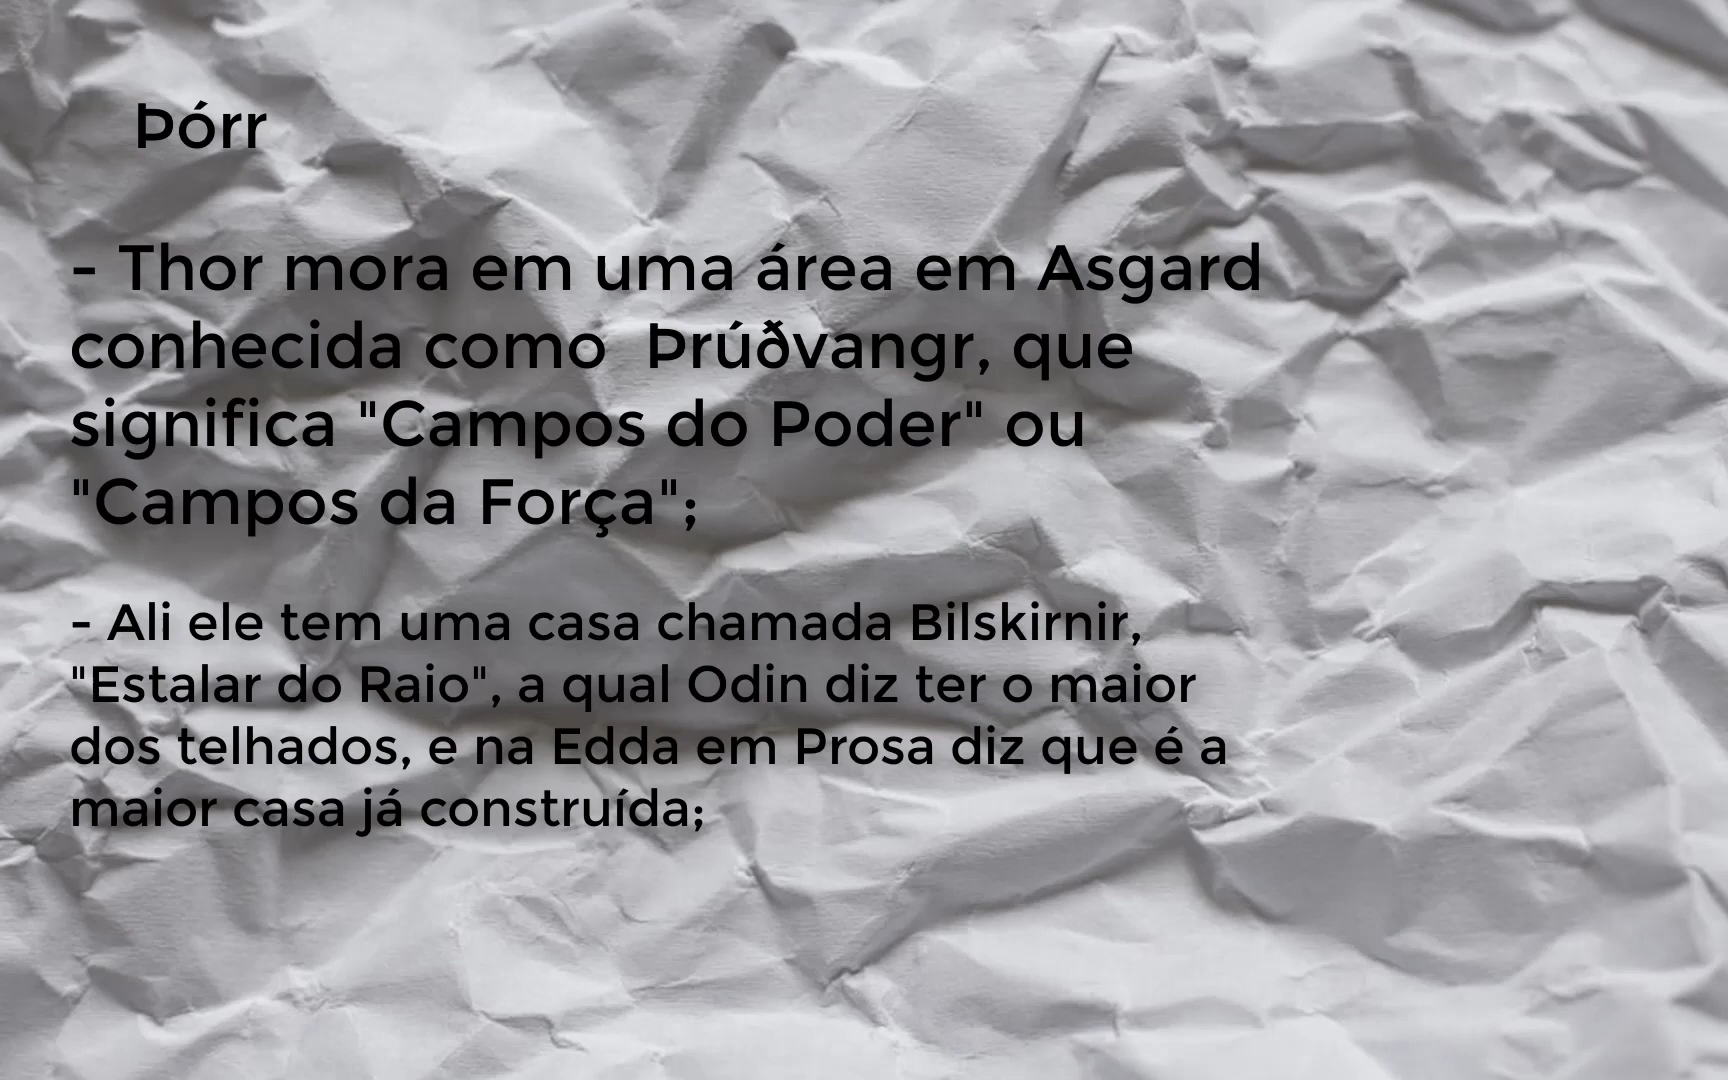 Þórr
- Thor mora em uma área em Asgard
conhecida como Þrúðvangr, que
significa "Campos do Poder" ou
"Campos da Força";
- Ali ele tem uma casa chamada Bilskirnir,
"Estalar do Raio", a qual Odin diz ter o maior
dos telhados, e na Edda em Prosa diz que é a
maior casa já construída;